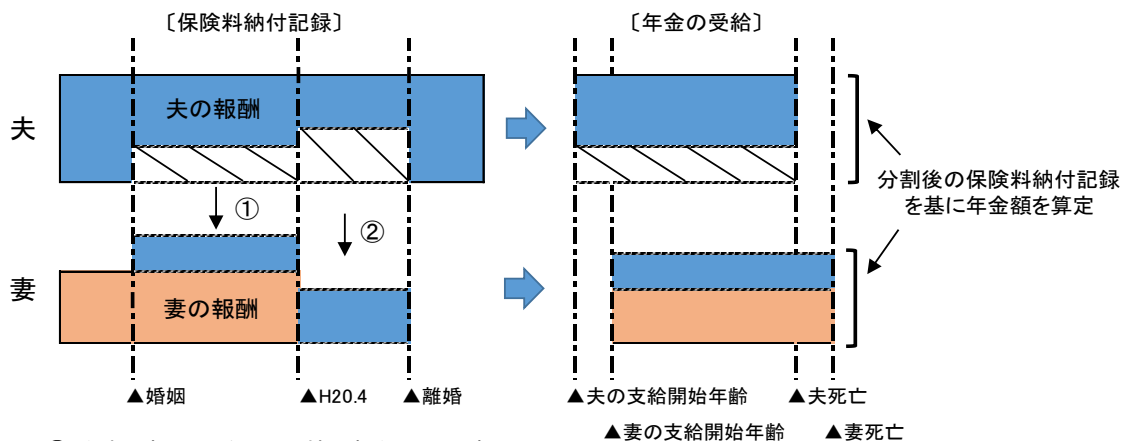 〔保険料納付記録〕
〔年金の受給〕
夫
夫の報酬
①
②
妻
妻の報酬
分割後の保険料納付記録
を基に年金額を算定
▲婚姻
▲H20.4
▲離婚
▲夫の支給開始年齢
▲夫死亡
▲妻の支給開始年齢
▲妻死亡